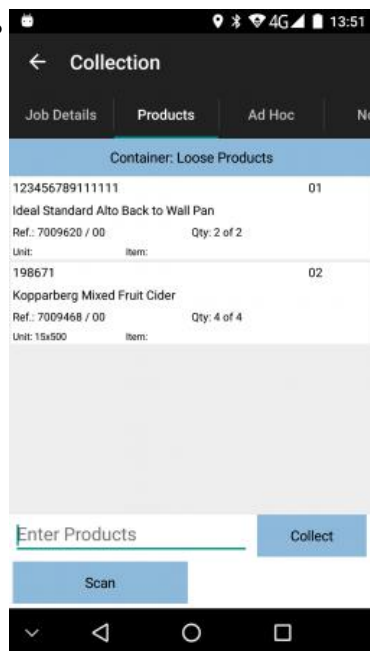 4G 13:51
Collection
Job Details Products Ad Hoc N
Container: Loose Products
123456789111111 01
Ideal Standard Alto Back to Wall Pan
Ref.: 7009620 / 00 Qty: 2 of 2
Unit: Item:
198671 02
Kopparberg Mixed Fruit Cider
Ref.: 7009468 / 00 Qty: 4 of 4
Unit: 15x500 Item:
Enter Products Collect
Scan